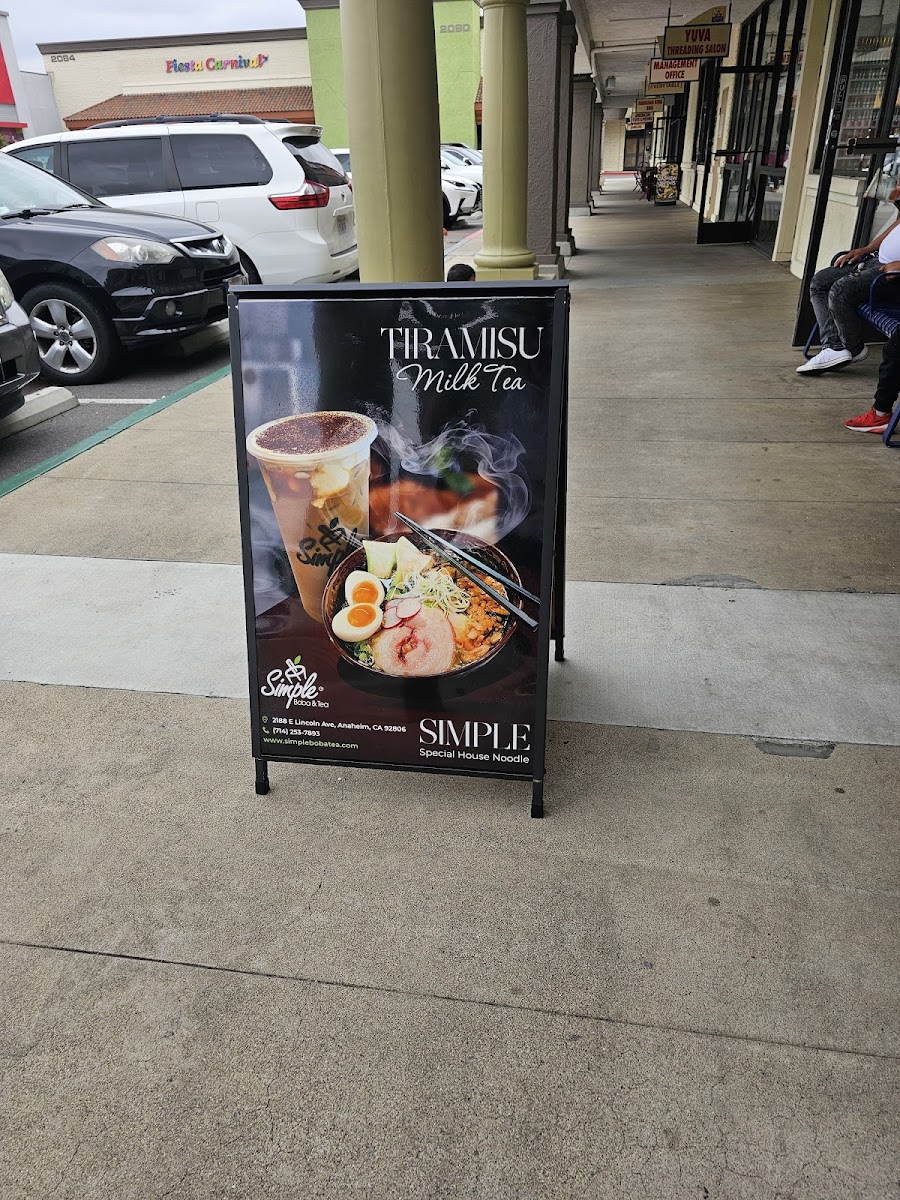 2084
Fiesta Carnival
2080
YUVA
THREADING SALON
MANAGEMENT
OFFICE
TIRAMISU
Milk Tea
Simple
Simple
Boba & Tea
2188 E Lincoln Ave, Anaheim, CA 92806
(714) 253-7893
www.simplebobatea.com
SIMPLE
Special House Noodle